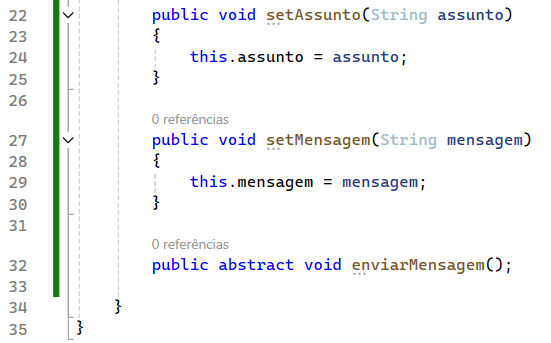 22 public void setAssunto(String assunto)
23 {
24 this.assunto = assunto;
25 }
26
0 referências
27 public void setMensagem(String mensagem)
28 {
29 this.mensagem = mensagem;
30 }
31
0 referências
32 public abstract void enviarMensagem();
33
34 }
35 }